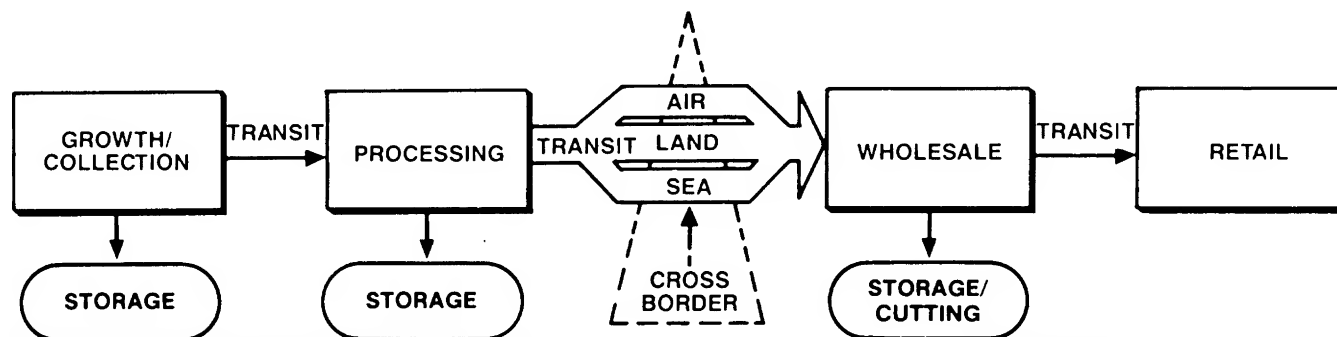 GROWTH/
COLLECTION
TRANSIT
PROCESSING
TRANSIT
AIR
LAND
SEA
WHOLESALE
TRANSIT
RETAIL
STORAGE
STORAGE
CROSS
BORDER
STORAGE/
CUTTING